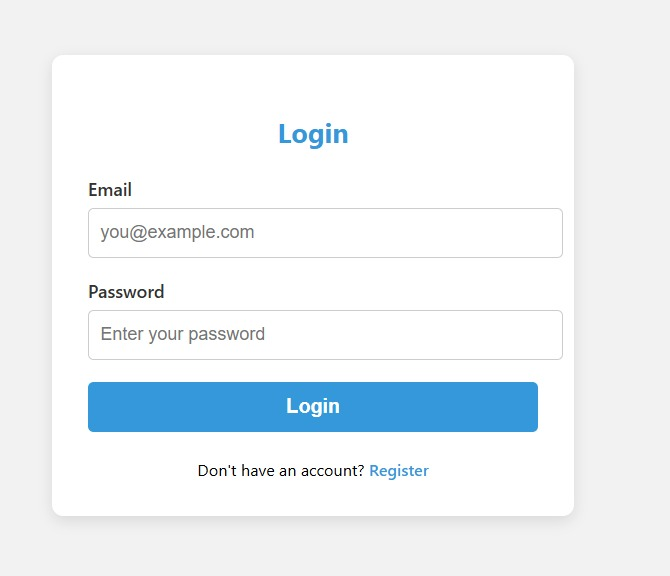 Login
Email
you@example.com
Password
Enter your password
Login
Don't have an account? Register